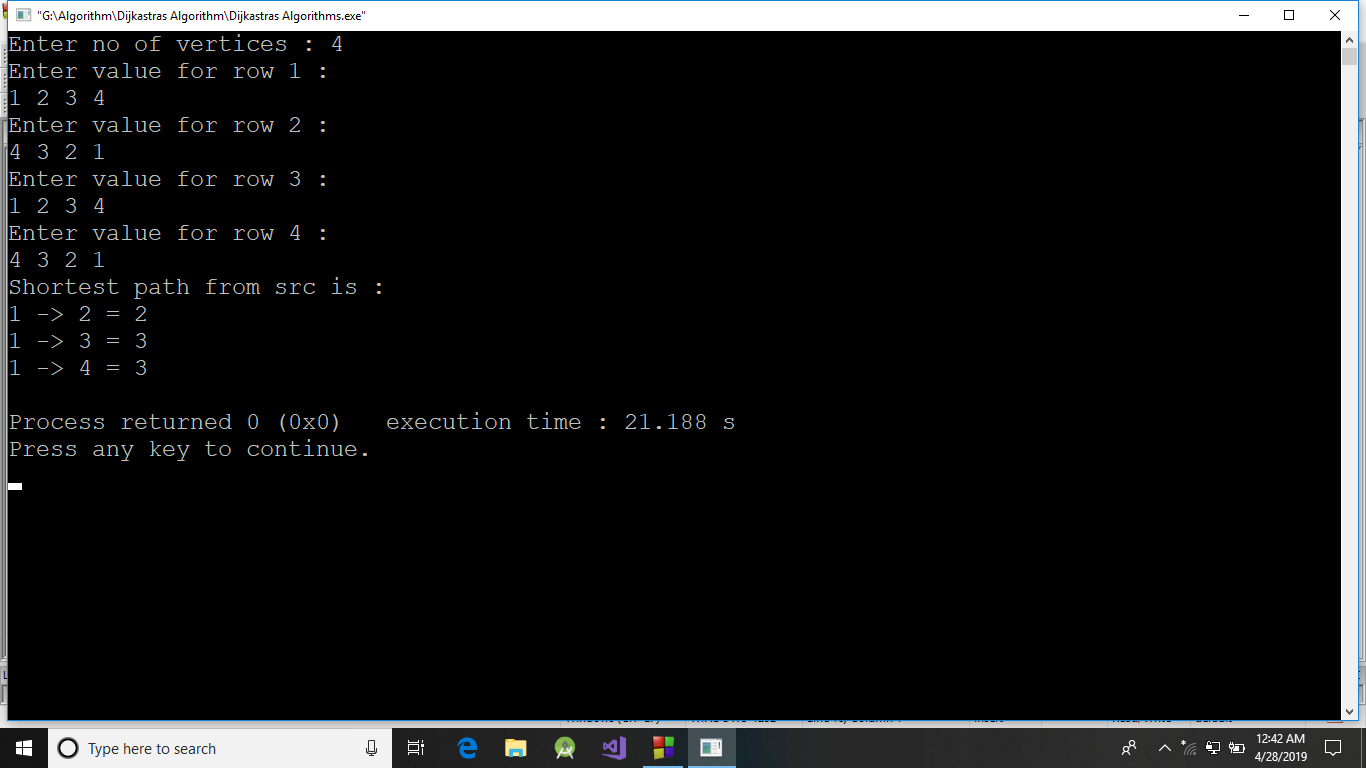 "G:\Algorithm\Dijkastras Algorithm\Dijkastras Algorithms.exe"
Enter no of vertices : 4
Enter value for row 1 :
1 2 3 4
Enter value for row 2 :
4 3 2 1
Enter value for row 3 :
1 2 3 4
Enter value for row 4 :
4 3 2 1
Shortest path from src is :
1 -> 2 = 2
1 -> 3 = 3
1 -> 4 = 3
Process returned 0 (0x0)   execution time : 21.188 s
Press any key to continue.
Type here to search
12:42 AM
4/28/2019